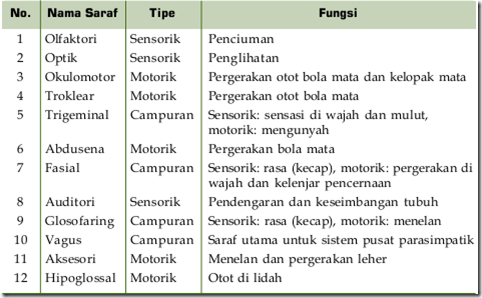 No. Nama Saraf Tipe Fungsi
1 Olfaktori Sensorik Penciuman
2 Optik Sensorik Penglihatan
3 Okulomotor Motorik Pergerakan otot bola mata dan kelopak mata
4 Troklear Motorik Pergerakan otot bola mata
5 Trigeminal Campuran Sensorik: sensasi di wajah dan mulut,
motorik: mengunyah
6 Abdusena Motorik Pergerakan bola mata
7 Fasial Campuran Sensorik: rasa (kecap), motorik: pergerakan di
wajah dan kelenjar pencernaan
8 Auditori Sensorik Pendengaran dan keseimbangan tubuh
9 Glosofaring Campuran Sensorik: rasa (kecap), motorik: menelan
10 Vagus Campuran Saraf utama untuk sistem pusat parasimpatik
11 Aksesori Motorik Menelan dan pergerakan leher
12 Hipoglossal Motorik Otot di lidah